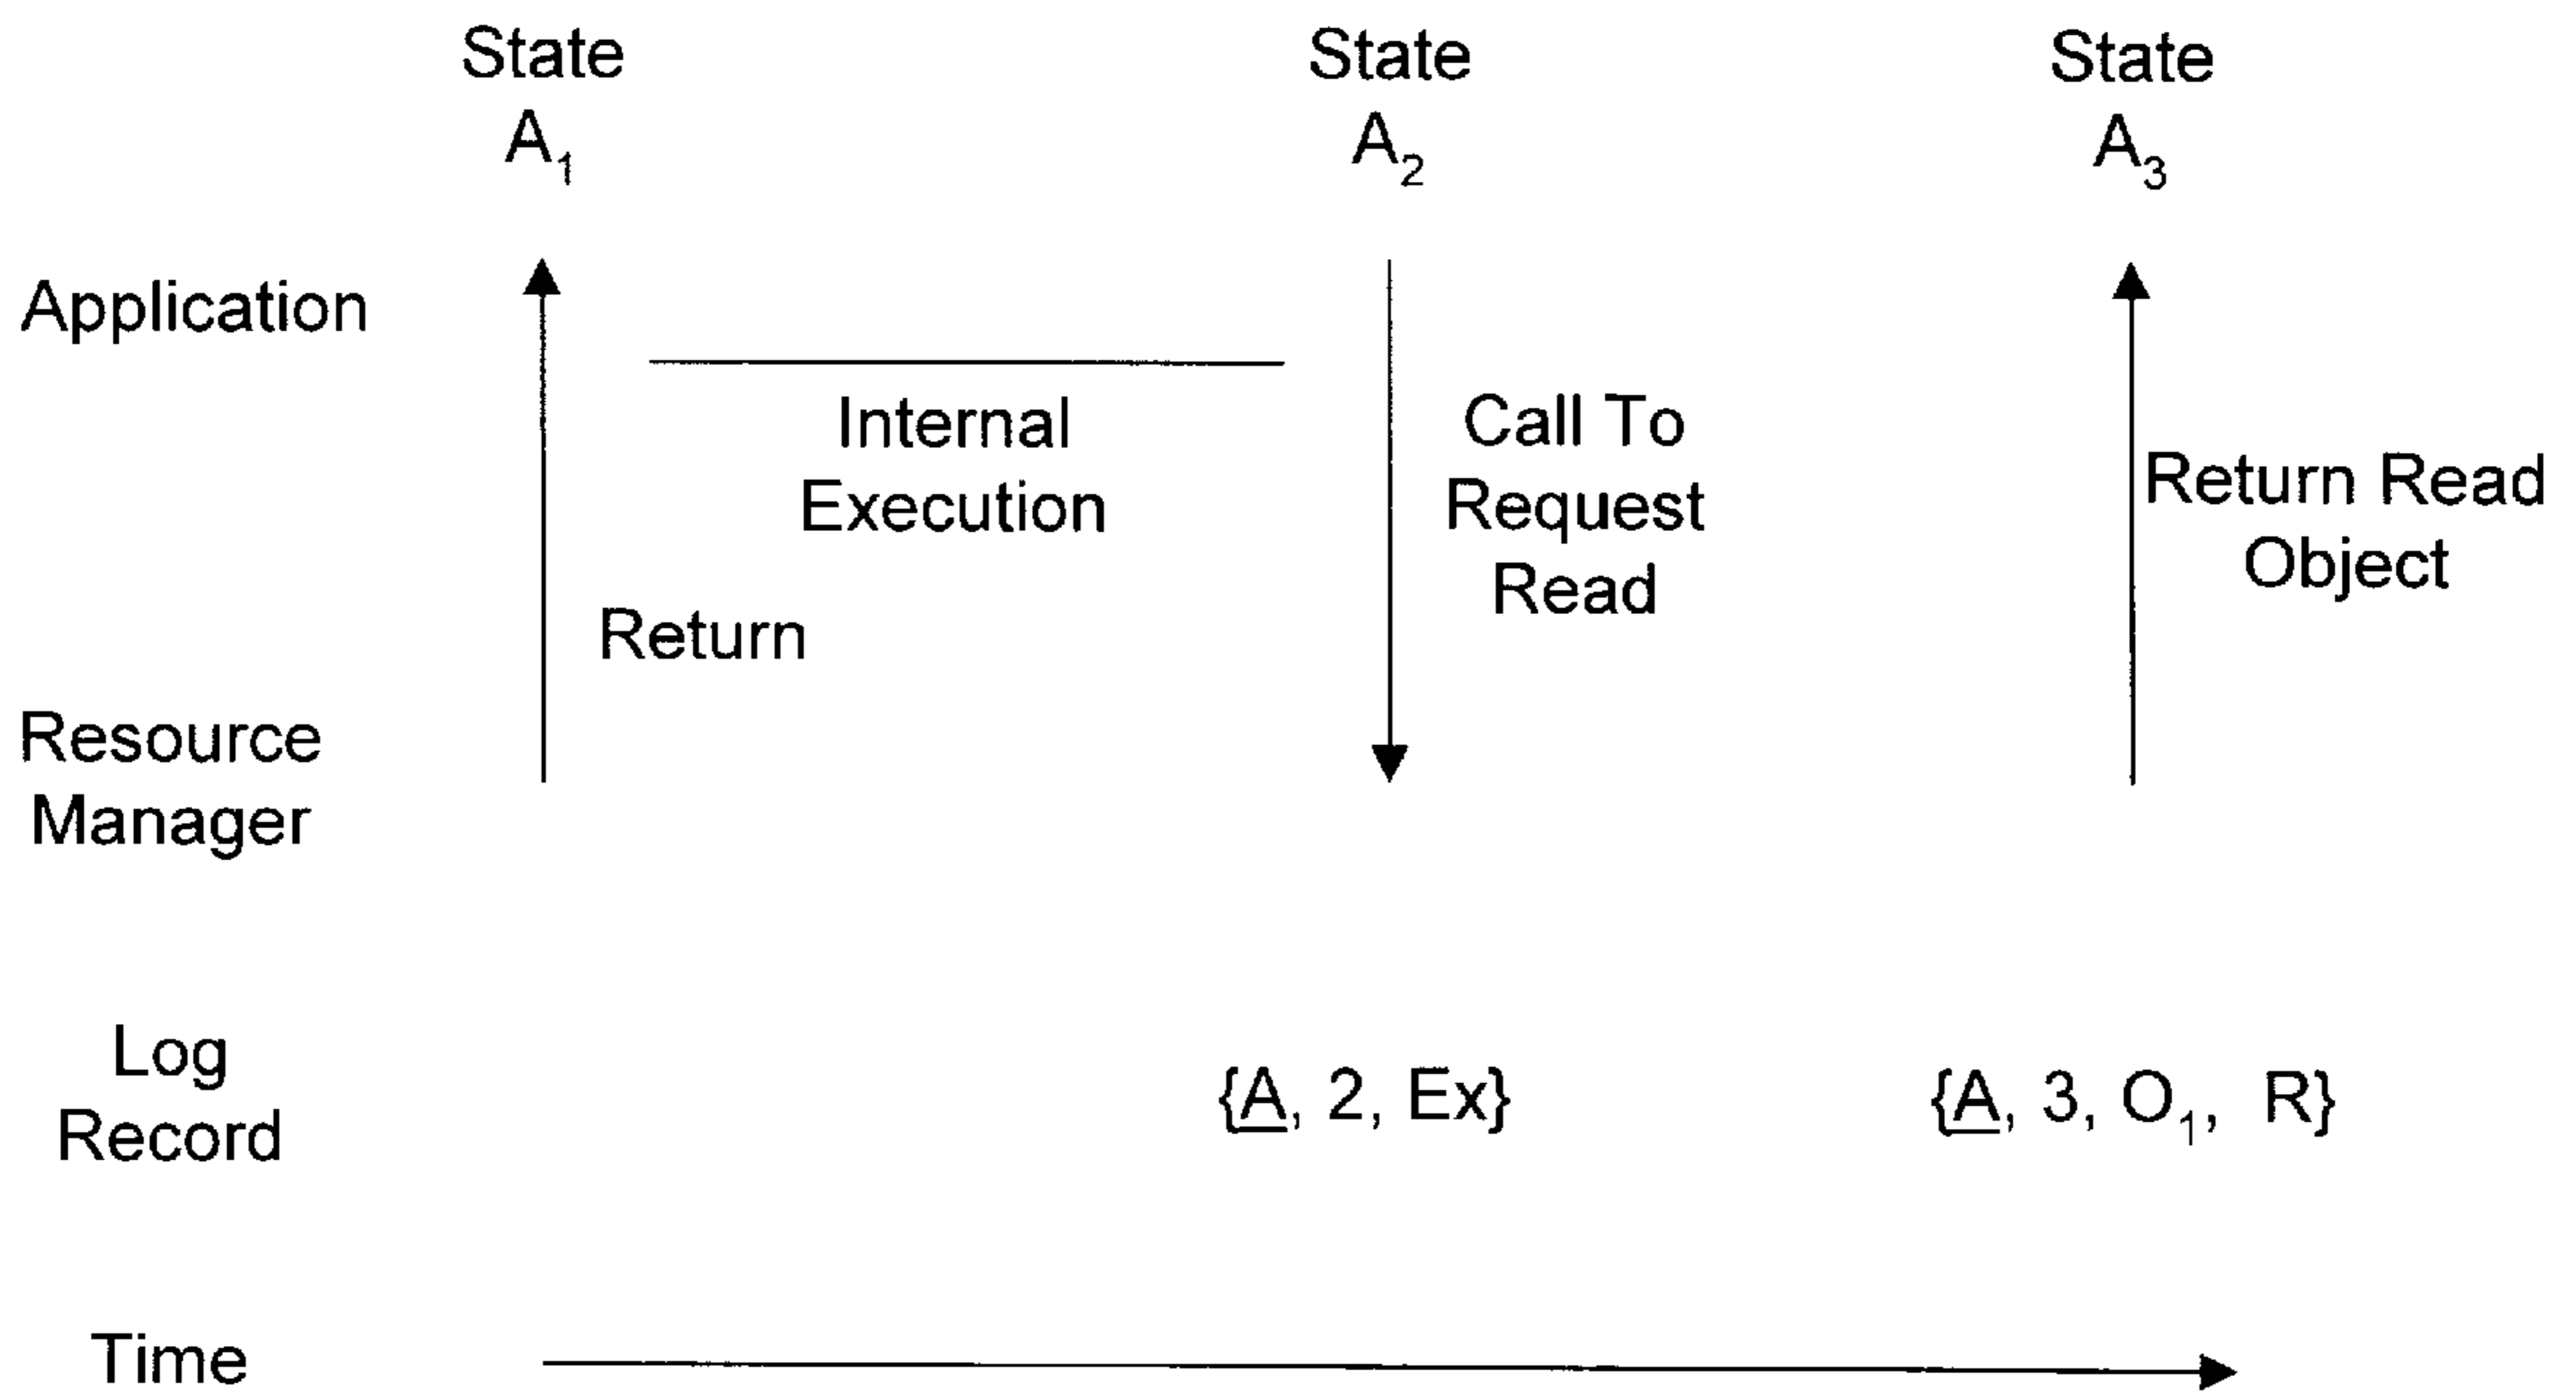 State
A₁
State
A₂
State
A₃
Application
Internal
Execution
Call To
Request
Read
Return Read
Object
Return
Resource
Manager
Log
Record
{A, 2, Ex}
{A, 3, O₁, R}
Time